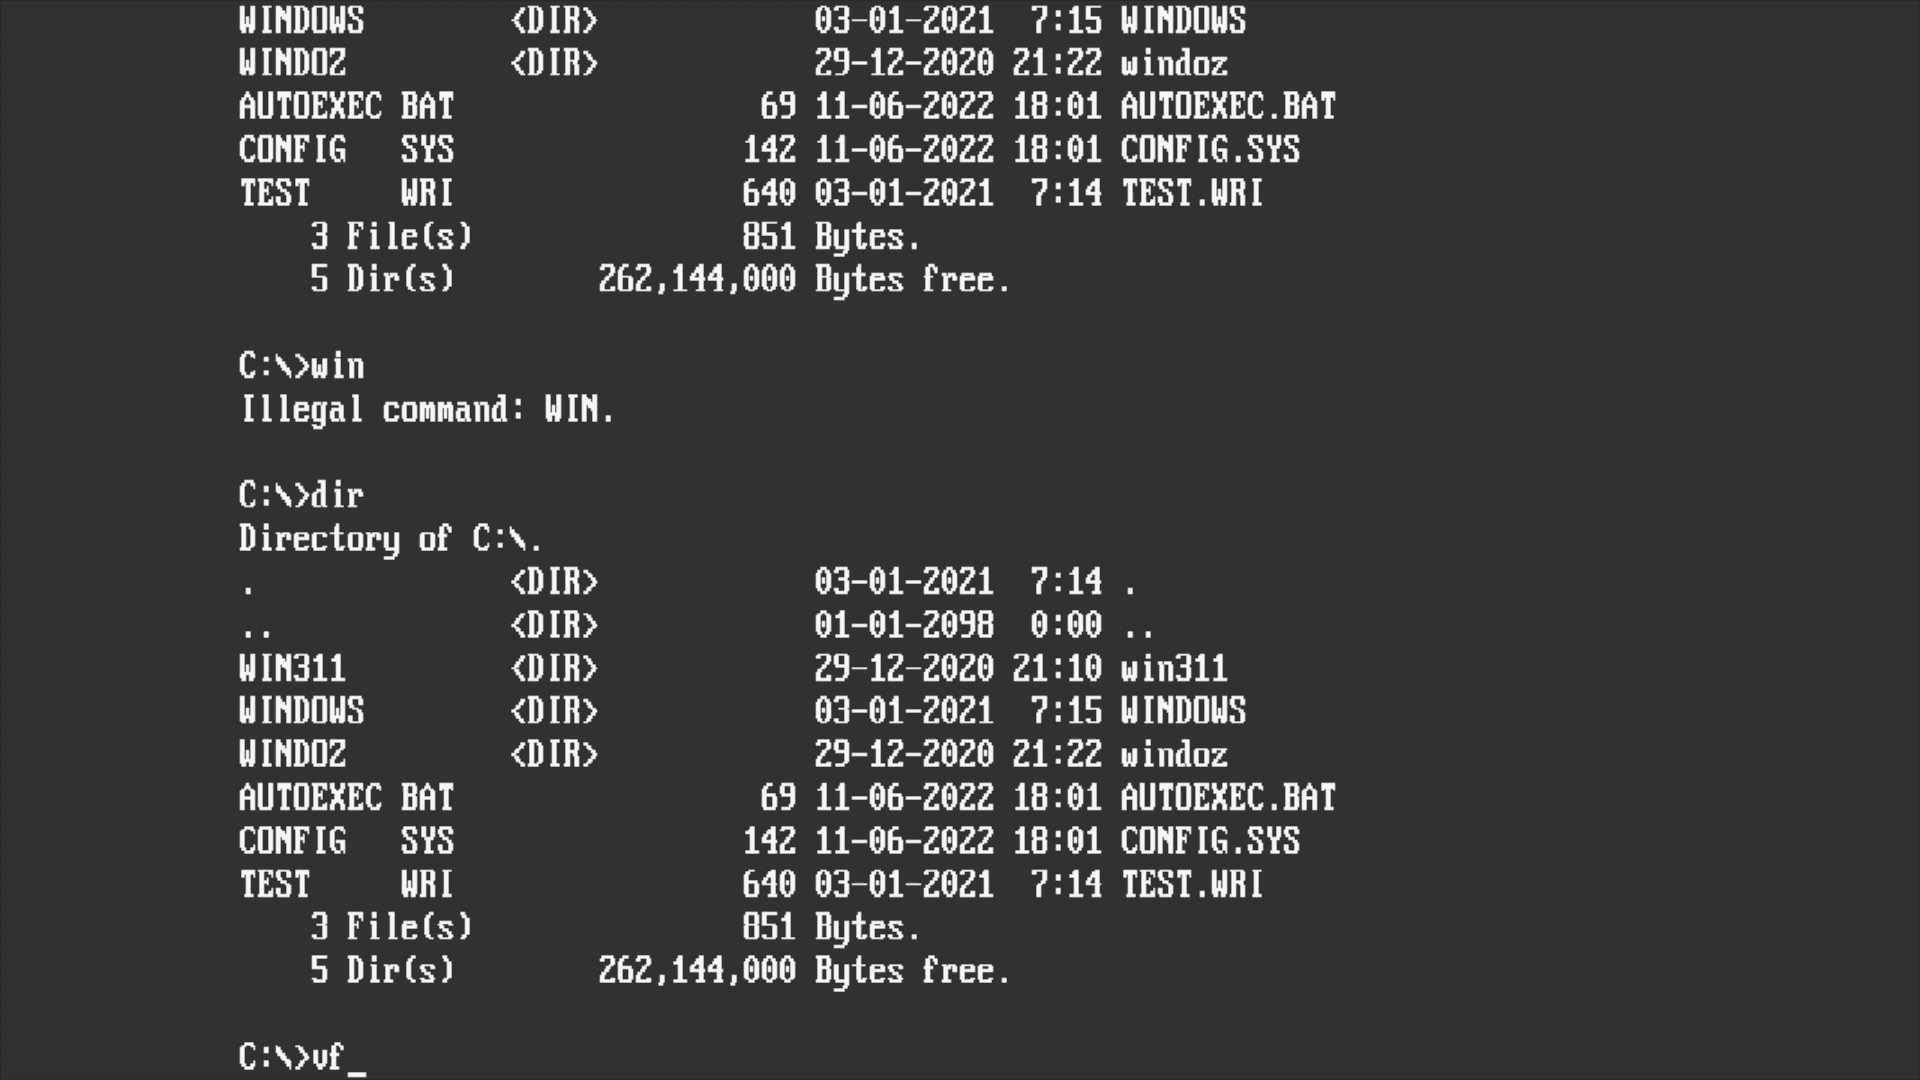 WINDOWS <DIR> 03-01-2021 7:15 WINDOWS
WINDOZ <DIR> 29-12-2020 21:22 windoz
AUTOEXEC BAT 69 11-06-2022 18:01 AUTOEXEC.BAT
CONFIG SYS 142 11-06-2022 18:01 CONFIG.SYS
TEST WRI 640 03-01-2021 7:14 TEST.WRI
3 File(s) 851 Bytes.
5 Dir(s) 262,144,000 Bytes free.
C:\>win
Illegal command: WIN.
C:\>dir
Directory of C:\.
. <DIR> 03-01-2021 7:14 .
.. <DIR> 01-01-2098 0:00 ..
WIN311 <DIR> 29-12-2020 21:10 win311
WINDOWS <DIR> 03-01-2021 7:15 WINDOWS
WINDOZ <DIR> 29-12-2020 21:22 windoz
AUTOEXEC BAT 69 11-06-2022 18:01 AUTOEXEC.BAT
CONFIG SYS 142 11-06-2022 18:01 CONFIG.SYS
TEST WRI 640 03-01-2021 7:14 TEST.WRI
3 File(s) 851 Bytes.
5 Dir(s) 262,144,000 Bytes free.
C:\>vf_